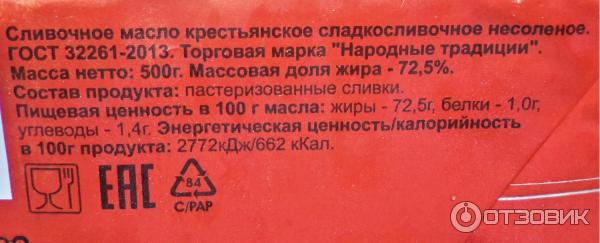 Сливочное масло крестьянское сладкосливочное несоленое.
ГОСТ 32261-2013. Торговая марка "Народные традиции".
Масса нетто: 500г. Массовая доля жира - 72,5%.
Состав продукта: пастеризованные сливки.
Пищевая ценность в 100 г масла: жиры - 72,5г, белки - 1,0г,
углеводы - 1,4г. Энергетическая ценность/калорийность
в 100г продукта: 2772кДж/662 кКал.
ЕАС
84
C/PAP
ОТЗОВИК